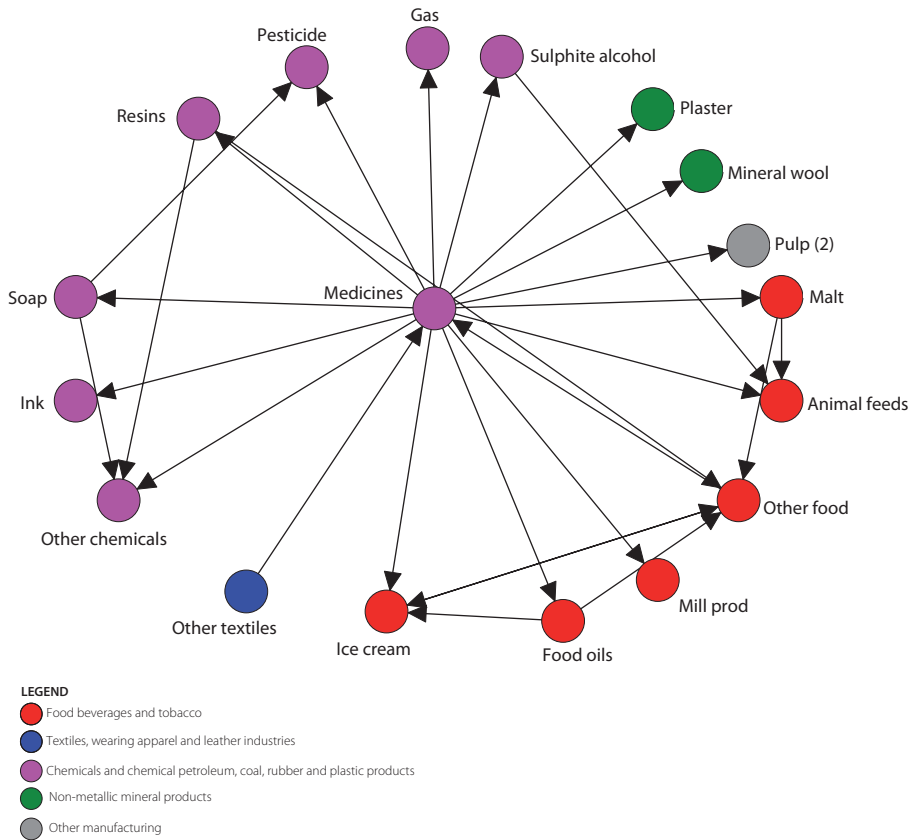 Gas
Pesticide
Sulphite alcohol
Resins
Plaster
Mineral wool
Pulp (2)
Medicines
Soap
Malt
Ink
Animal feeds
Other food
Other chemicals
Mill prod
Other textiles
Ice cream
Food oils
LEGEND
Food beverages and tobacco
Textiles, wearing apparel and leather industries
Chemicals and chemical petroleum, coal, rubber and plastic products
Non-metallic mineral products
Other manufacturing